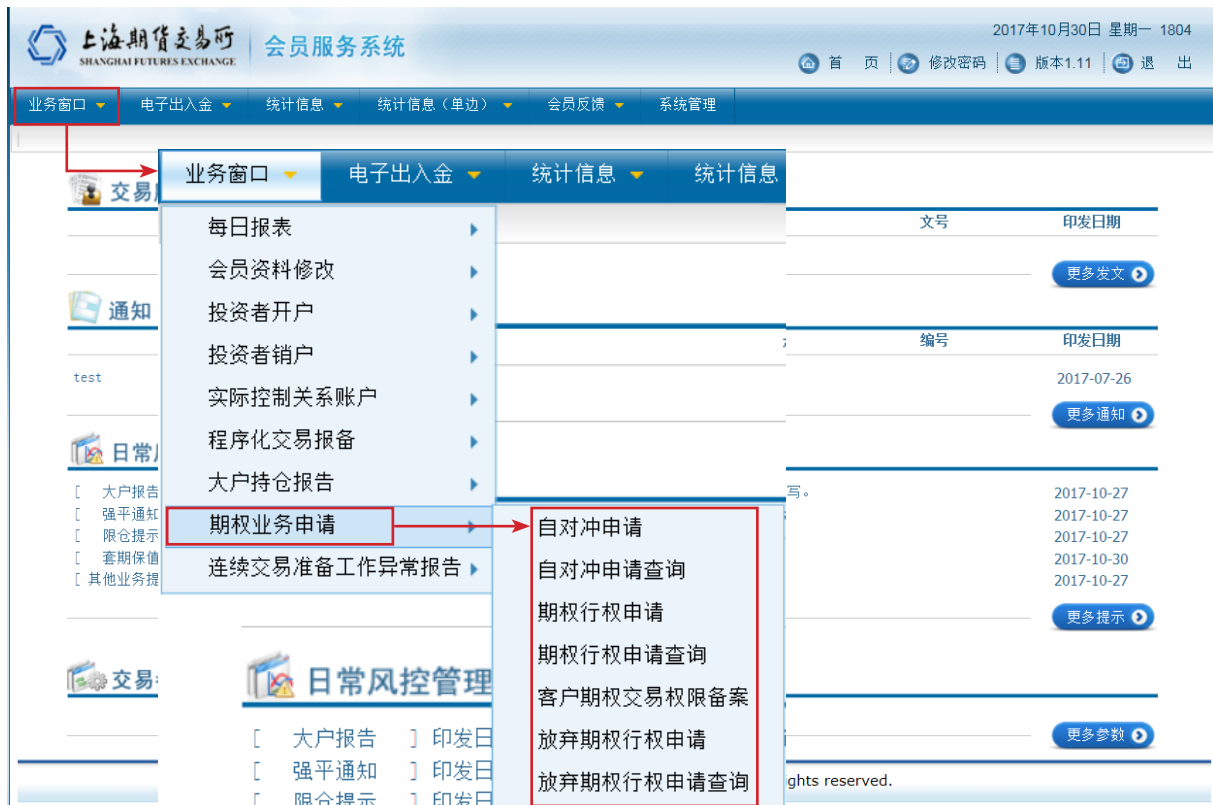 上海期货交易所
SHANGHAI FUTURES EXCHANGE
会员服务系统
2017年10月30日 星期一 1804
首 页 修改密码 版本1.11 退 出
业务窗口 电子出入金 统计信息 统计信息（单边） 会员反馈 系统管理
业务窗口 电子出入金 统计信息 统计信息
交易
文号 印发日期
每日报表
会员资料修改
更多发文
通知
投资者开户
编号 印发日期
投资者销户
test
2017-07-26
实际控制关系账户
更多通知
程序化交易报备
日常
大户持仓报告
[ 大户报告
写。
2017-10-27
[ 强平通知
2017-10-27
期权业务申请
[ 限仓提示
2017-10-27
[ 套期保值
2017-10-30
连续交易准备工作异常报告
[ 其他业务提
2017-10-27
自对冲申请
自对冲申请查询
期权行权申请
更多提示
期权行权申请查询
交易
日常风控管理
客户期权交易权限备案
[ 大户报告 ] 印发日
放弃期权行权申请
更多参数
[ 强平通知 ] 印发日
放弃期权行权申请查询
ghts reserved.
[ 限仓提示 ] 印发日